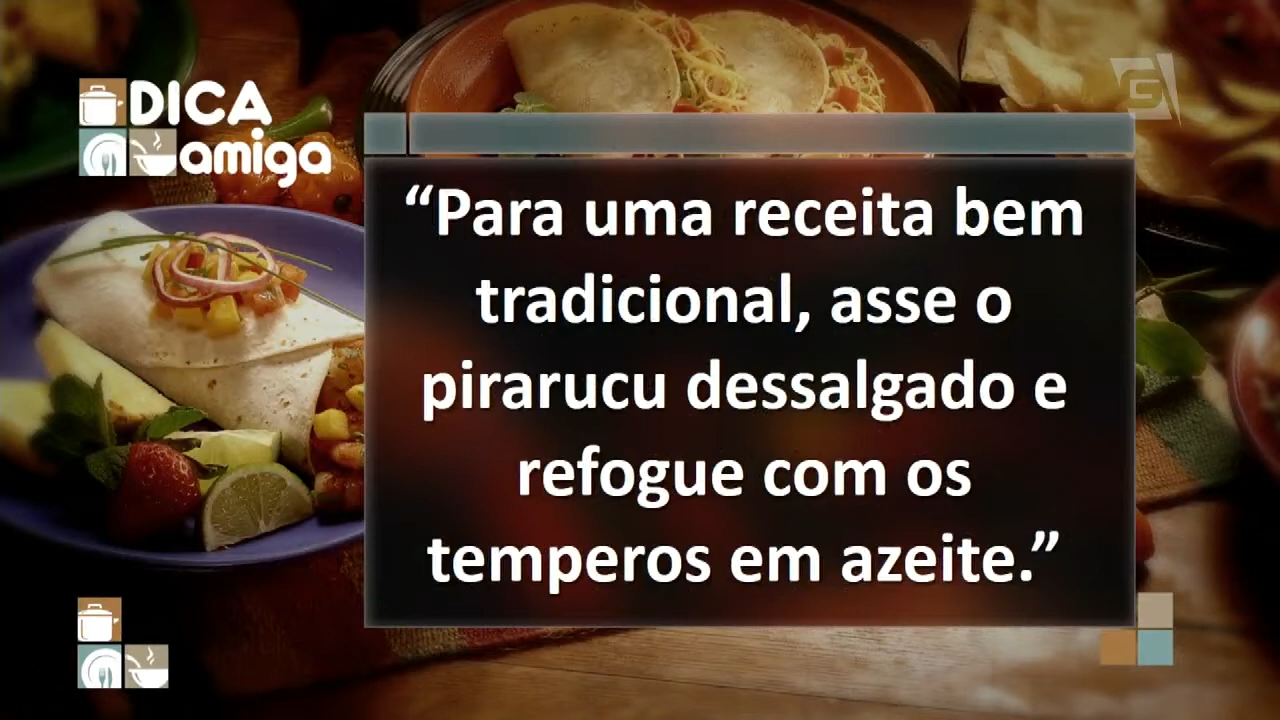 DICA
amiga
“Para uma receita bem
tradicional, asse o
pirarucu dessalgado e
refogue com os
temperos em azeite.”